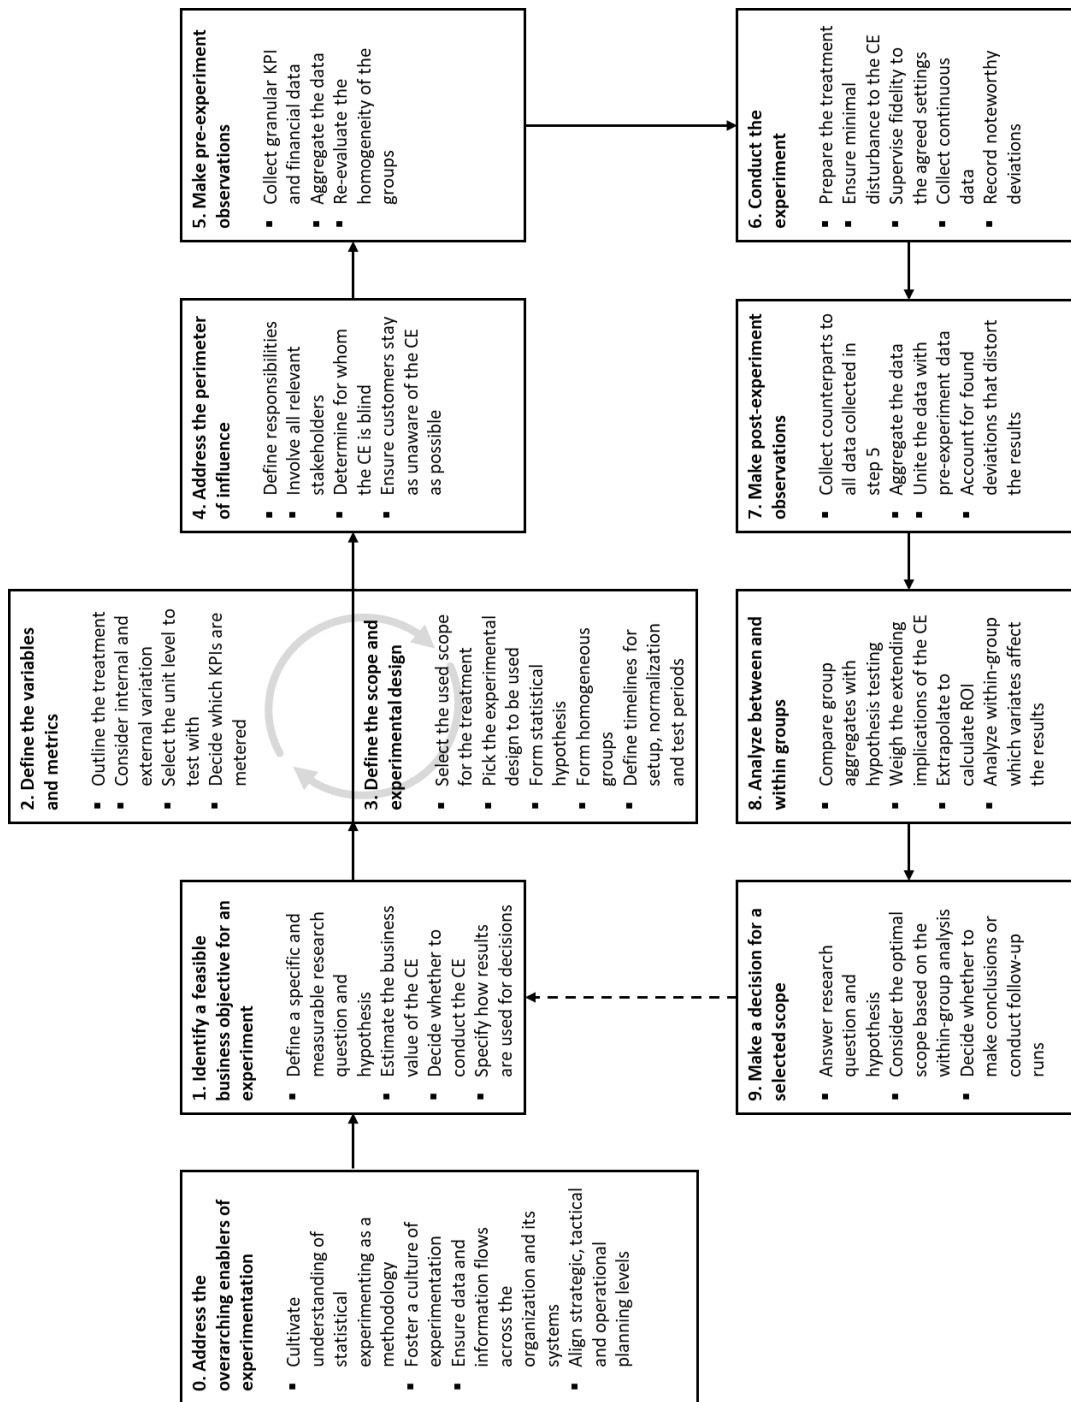 0. Address the
overarching enablers of
experimentation
▪ Cultivate
understanding of
statistical
experimenting as a
methodology
▪ Foster a culture of
experimentation
▪ Ensure data and
information flows
across the
organization and its
systems
▪ Align strategic, tactical
and operational
planning levels
1. Identify a feasible
business objective for an
experiment
▪ Define a specific and
measurable research
question and
hypothesis
▪ Estimate the business
value of the CE
▪ Decide whether to
conduct the CE
▪ Specify how results
are used for decisions
2. Define the variables
and metrics
▪ Outline the treatment
▪ Consider internal and
external variation
▪ Select the unit level to
test with
▪ Decide which KPIs are
metered
3. Define the scope and
experimental design
▪ Select the used scope
for the treatment
▪ Pick the experimental
design to be used
▪ Form statistical
hypothesis
▪ Form homogeneous
groups
▪ Define timelines for
setup, normalization
and test periods
4. Address the perimeter
of influence
▪ Define responsibilities
▪ Involve all relevant
stakeholders
▪ Determine for whom
the CE is blind
▪ Ensure customers stay
as unaware of the CE
as possible
5. Make pre-experiment
observations
▪ Collect granular KPI
and financial data
▪ Aggregate the data
▪ Re-evaluate the
homogeneity of the
groups
6. Conduct the
experiment
▪ Prepare the treatment
▪ Ensure minimal
disturbance to the CE
▪ Supervise fidelity to
the agreed settings
▪ Collect continuous
data
▪ Record noteworthy
deviations
7. Make post-experiment
observations
▪ Collect counterparts to
all data collected in
step 5
▪ Aggregate the data
▪ Unite the data with
pre-experiment data
▪ Account for found
deviations that distort
the results
8. Analyze between and
within groups
▪ Compare group
aggregates with
hypothesis testing
▪ Weigh the extending
implications of the CE
▪ Extrapolate to
calculate ROI
▪ Analyze within-group
which variates affect
the results
9. Make a decision for a
selected scope
▪ Answer research
question and
hypothesis
▪ Consider the optimal
scope based on the
within-group analysis
▪ Decide whether to
make conclusions or
conduct follow-up
runs